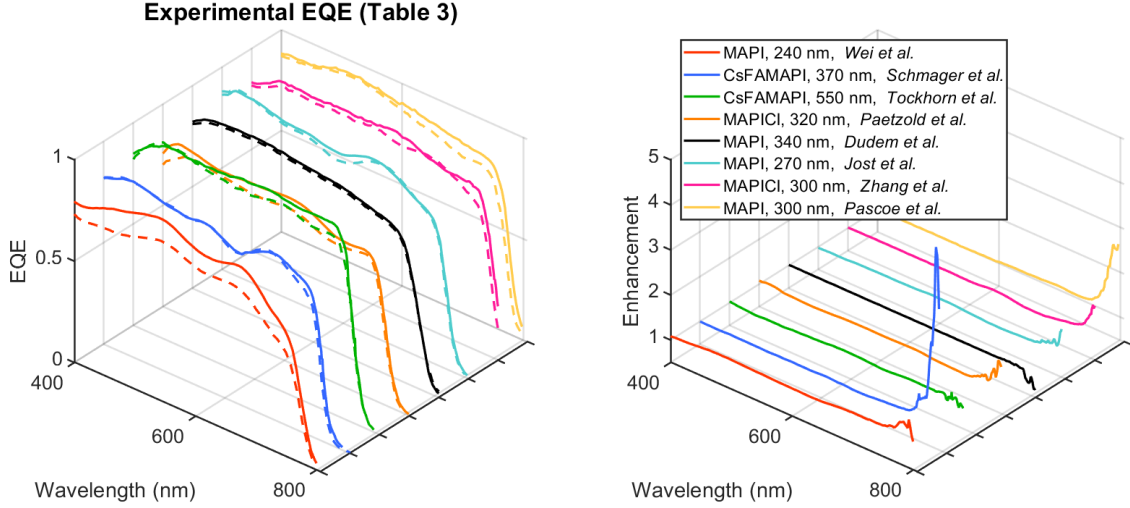 Experimental EQE (Table 3)
1
0.5
0
EQE
400
600
800
Wavelength (nm)
MAPI, 240 nm, Wei et al.
CsFAMAPI, 370 nm, Schmager et al.
CsFAMAPI, 550 nm, Tockhorn et al.
MAPICl, 320 nm, Paetzold et al.
MAPI, 340 nm, Dudem et al.
MAPI, 270 nm, Jost et al.
MAPICl, 300 nm, Zhang et al.
MAPI, 300 nm, Pascoe et al.
5
4
3
2
1
Enhancement
400
600
800
Wavelength (nm)